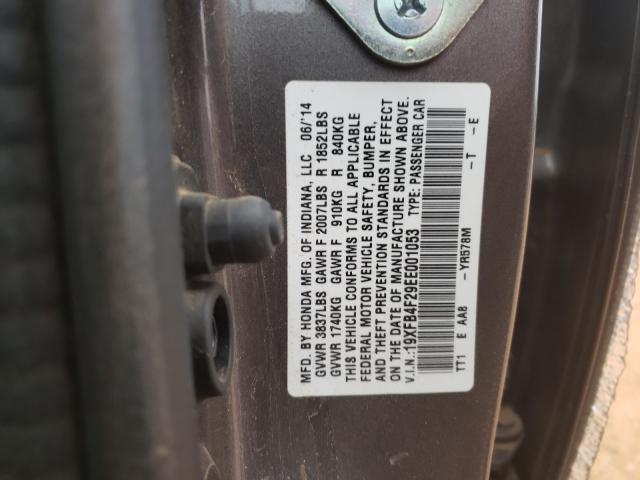 MFD. BY HONDA MFG. OF INDIANA, LLC 06/'14
GVWR 3837LBS GAWR F 2007LBS R 1852LBS
GVWR 1740KG GAWR F 910KG R 840KG
THIS VEHICLE CONFORMS TO ALL APPLICABLE
FEDERAL MOTOR VEHICLE SAFETY, BUMPER,
AND THEFT PREVENTION STANDARDS IN EFFECT
ON THE DATE OF MANUFACTURE SHOWN ABOVE.
V.I.N.:19XFB4F29EE001053 TYPE: PASSENGER CAR
TT1 E AA8 -YR578M -T -E